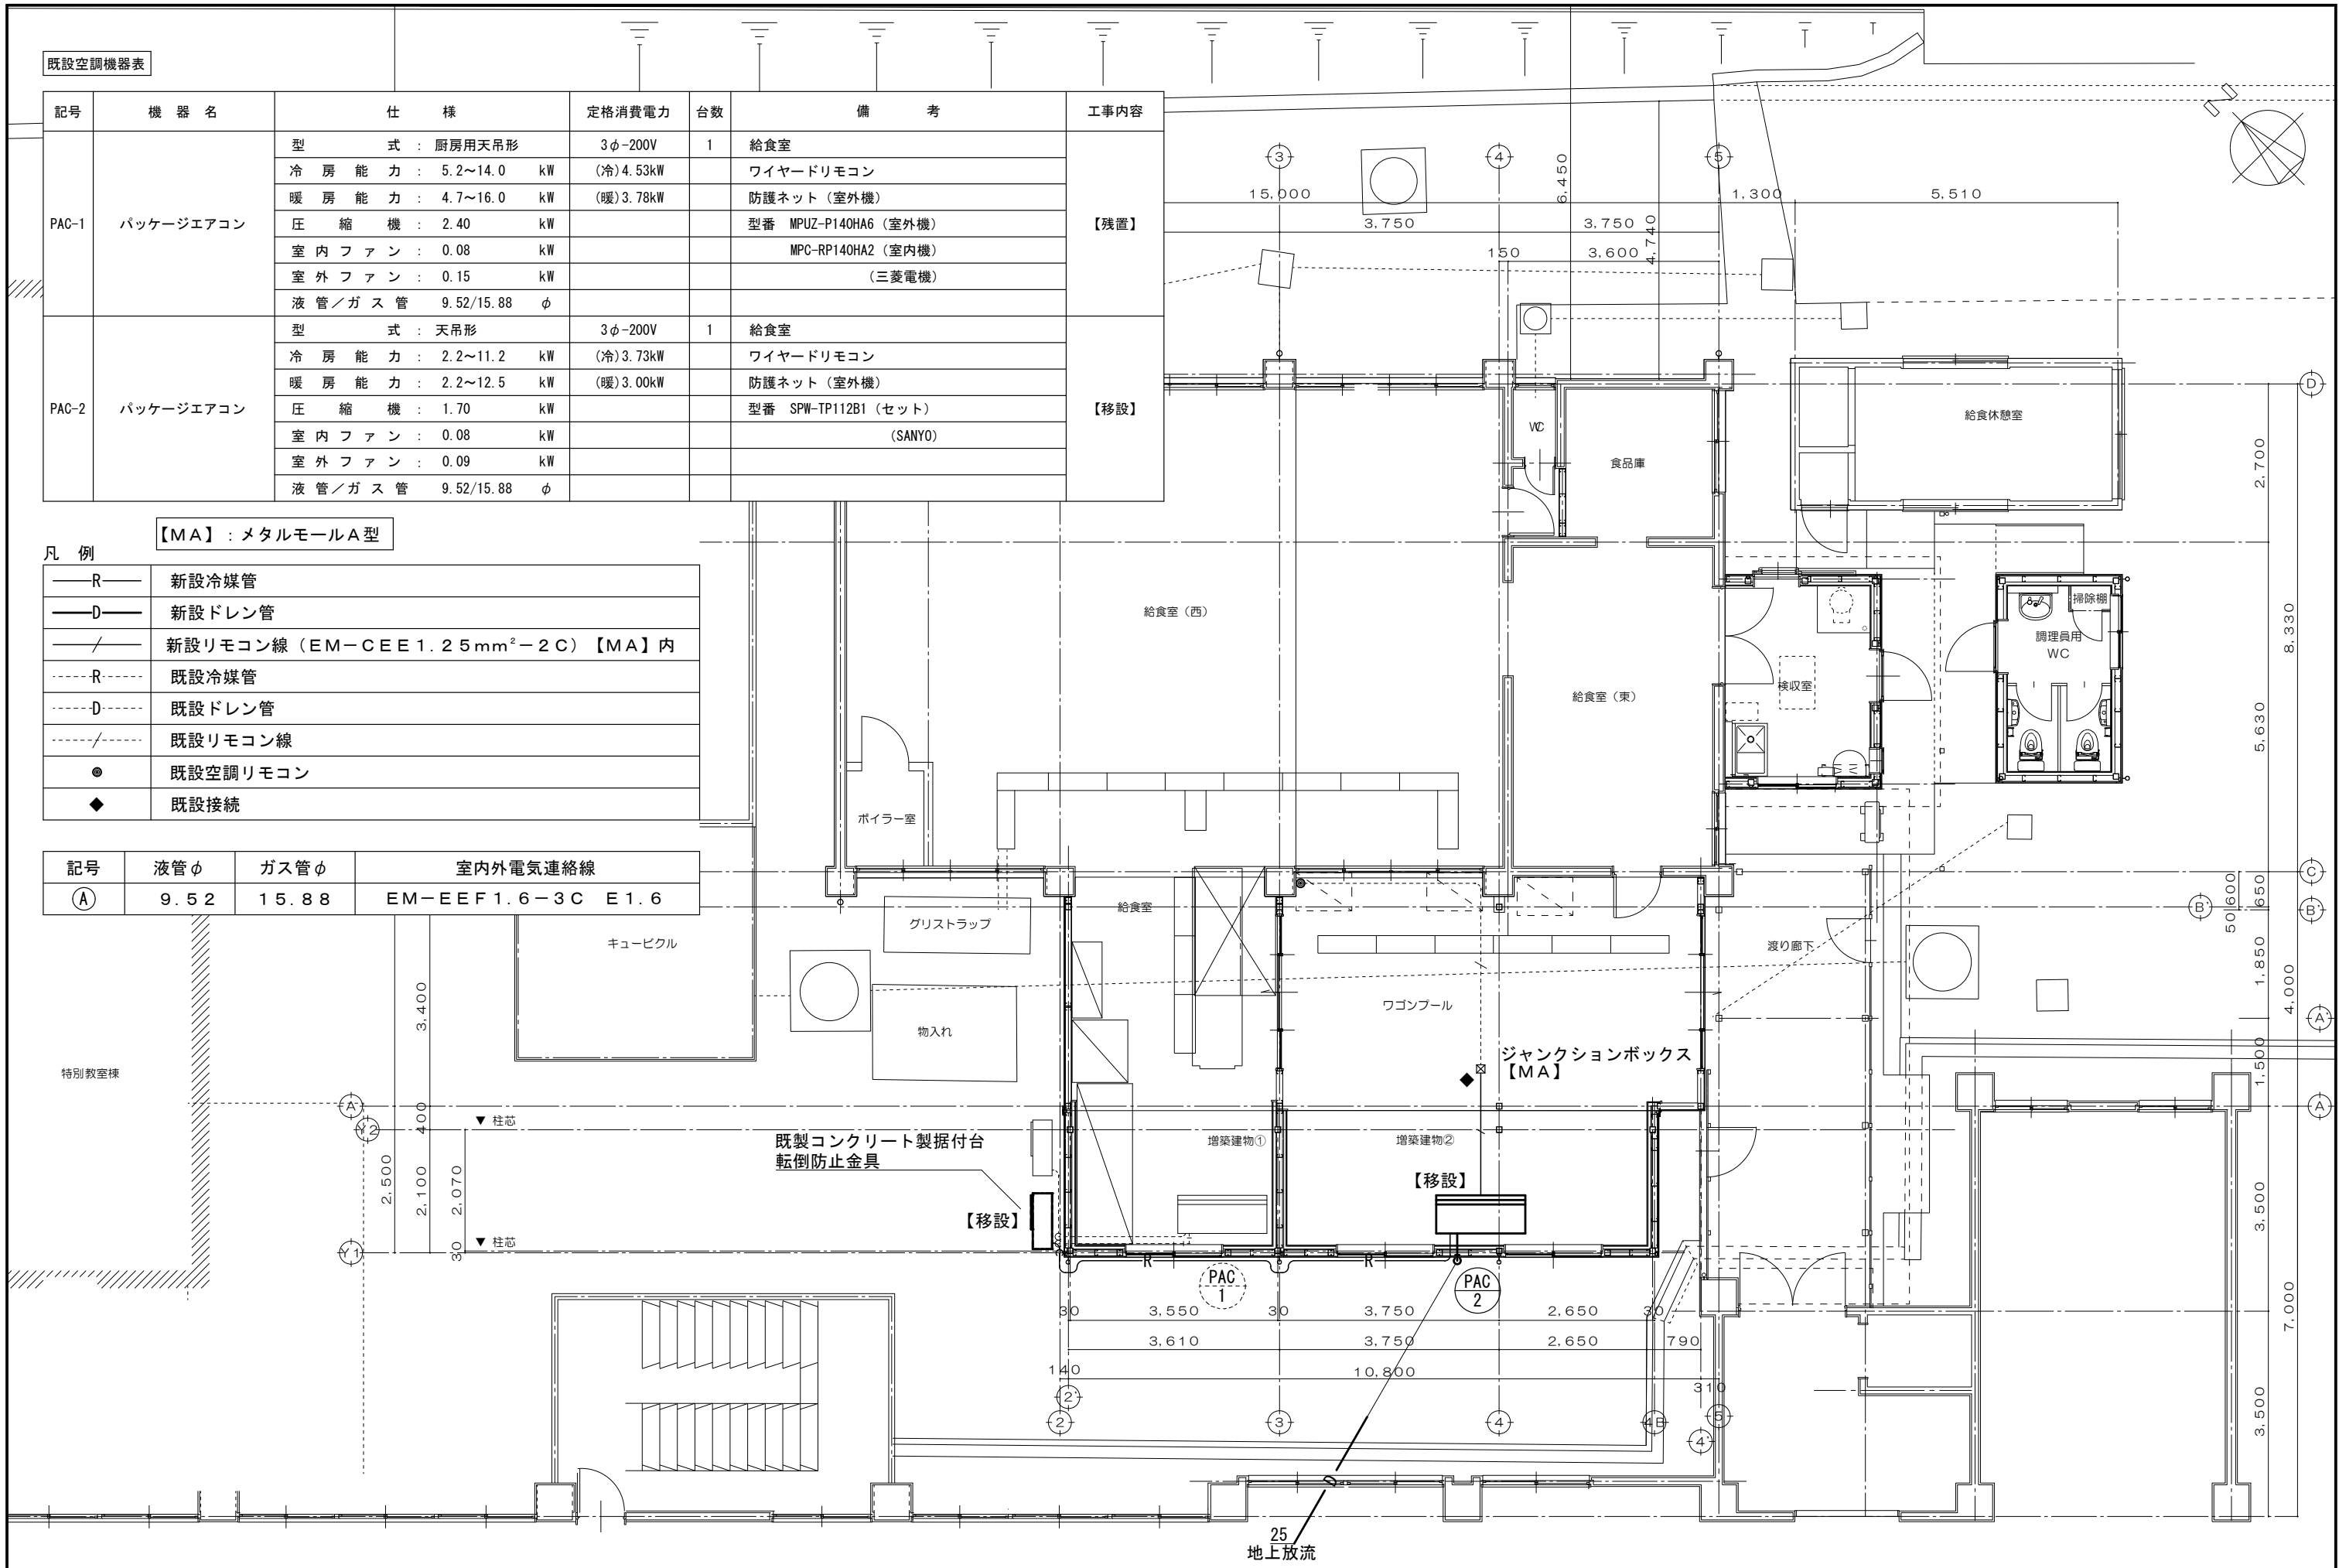 既設空調機器表
記号 機 器 名 仕 様 定格消費電力 台数 備 考 工事内容
PAC-1 パッケージエアコン 【残置】
型 式 : 厨房用天吊形 3φ-200V 1 給食室
冷 房 能 力 : 5.2~14.0 kW (冷)4.53kW ワイヤードリモコン
暖 房 能 力 : 4.7~16.0 kW (暖)3.78kW 防護ネット（室外機）
圧 縮 機 : 2.40 kW 型番 MPUZ-P140HA6（室外機）
室 内 フ ァ ン : 0.08 kW MPC-RP140HA2（室内機）
室 外 フ ァ ン : 0.15 kW （三菱電機）
液 管／ガ ス 管 9.52/15.88 φ
PAC-2 パッケージエアコン 【移設】
型 式 : 天吊形 3φ-200V 1 給食室
冷 房 能 力 : 2.2~11.2 kW (冷)3.73kW ワイヤードリモコン
暖 房 能 力 : 2.2~12.5 kW (暖)3.00kW 防護ネット（室外機）
圧 縮 機 : 1.70 kW 型番 SPW-TP112B1（セット）
室 内 フ ァ ン : 0.08 kW （SANYO）
室 外 フ ァ ン : 0.09 kW
液 管／ガ ス 管 9.52/15.88 φ
【ＭＡ】：メタルモールＡ型
凡 例
R 新設冷媒管
D 新設ドレン管
新設リモコン線（ＥＭ－ＣＥＥ１．２５mm²－２Ｃ）【ＭＡ】内
R 既設冷媒管
D 既設ドレン管
既設リモコン線
既設空調リモコン
◆ 既設接続
記号 液管φ ガス管φ 室内外電気連絡線
Ⓐ ９．５２ １５．８８ ＥＭ－ＥＥＦ１．６－３Ｃ Ｅ１．６
3 4 5
15,000 6,450 1,300 5,510
3,750 3,750 4,740
150 3,600
D
給食休憩室
WC
食品庫
2,700
給食室（西）
給食室（東）
検収室
掃除棚
調理員用
WC
8,330
5,630
ボイラー室
C
B' B'
50 600 650
給食室
グリストラップ
キュービクル
物入れ
渡り廊下
ワゴンプール
1,850 4,000
A'
ジャンクションボックス
【ＭＡ】
1,500
特別教室棟
3,400
A A
400
Y2
▼ 柱芯
既製コンクリート製据付台
転倒防止金具
増築建物①
増築建物②
2,500 2,100 2,070
【移設】
【移設】
3,500
▼ 柱芯
Y1
30
R R
PAC
1
PAC
2
30 3,550 30 3,750 2,650 30
3,610 3,750 2,650 790
140 10,800 310
7,000
3,500
2'
2 3 4 4B 5
4'
D
25
地上放流